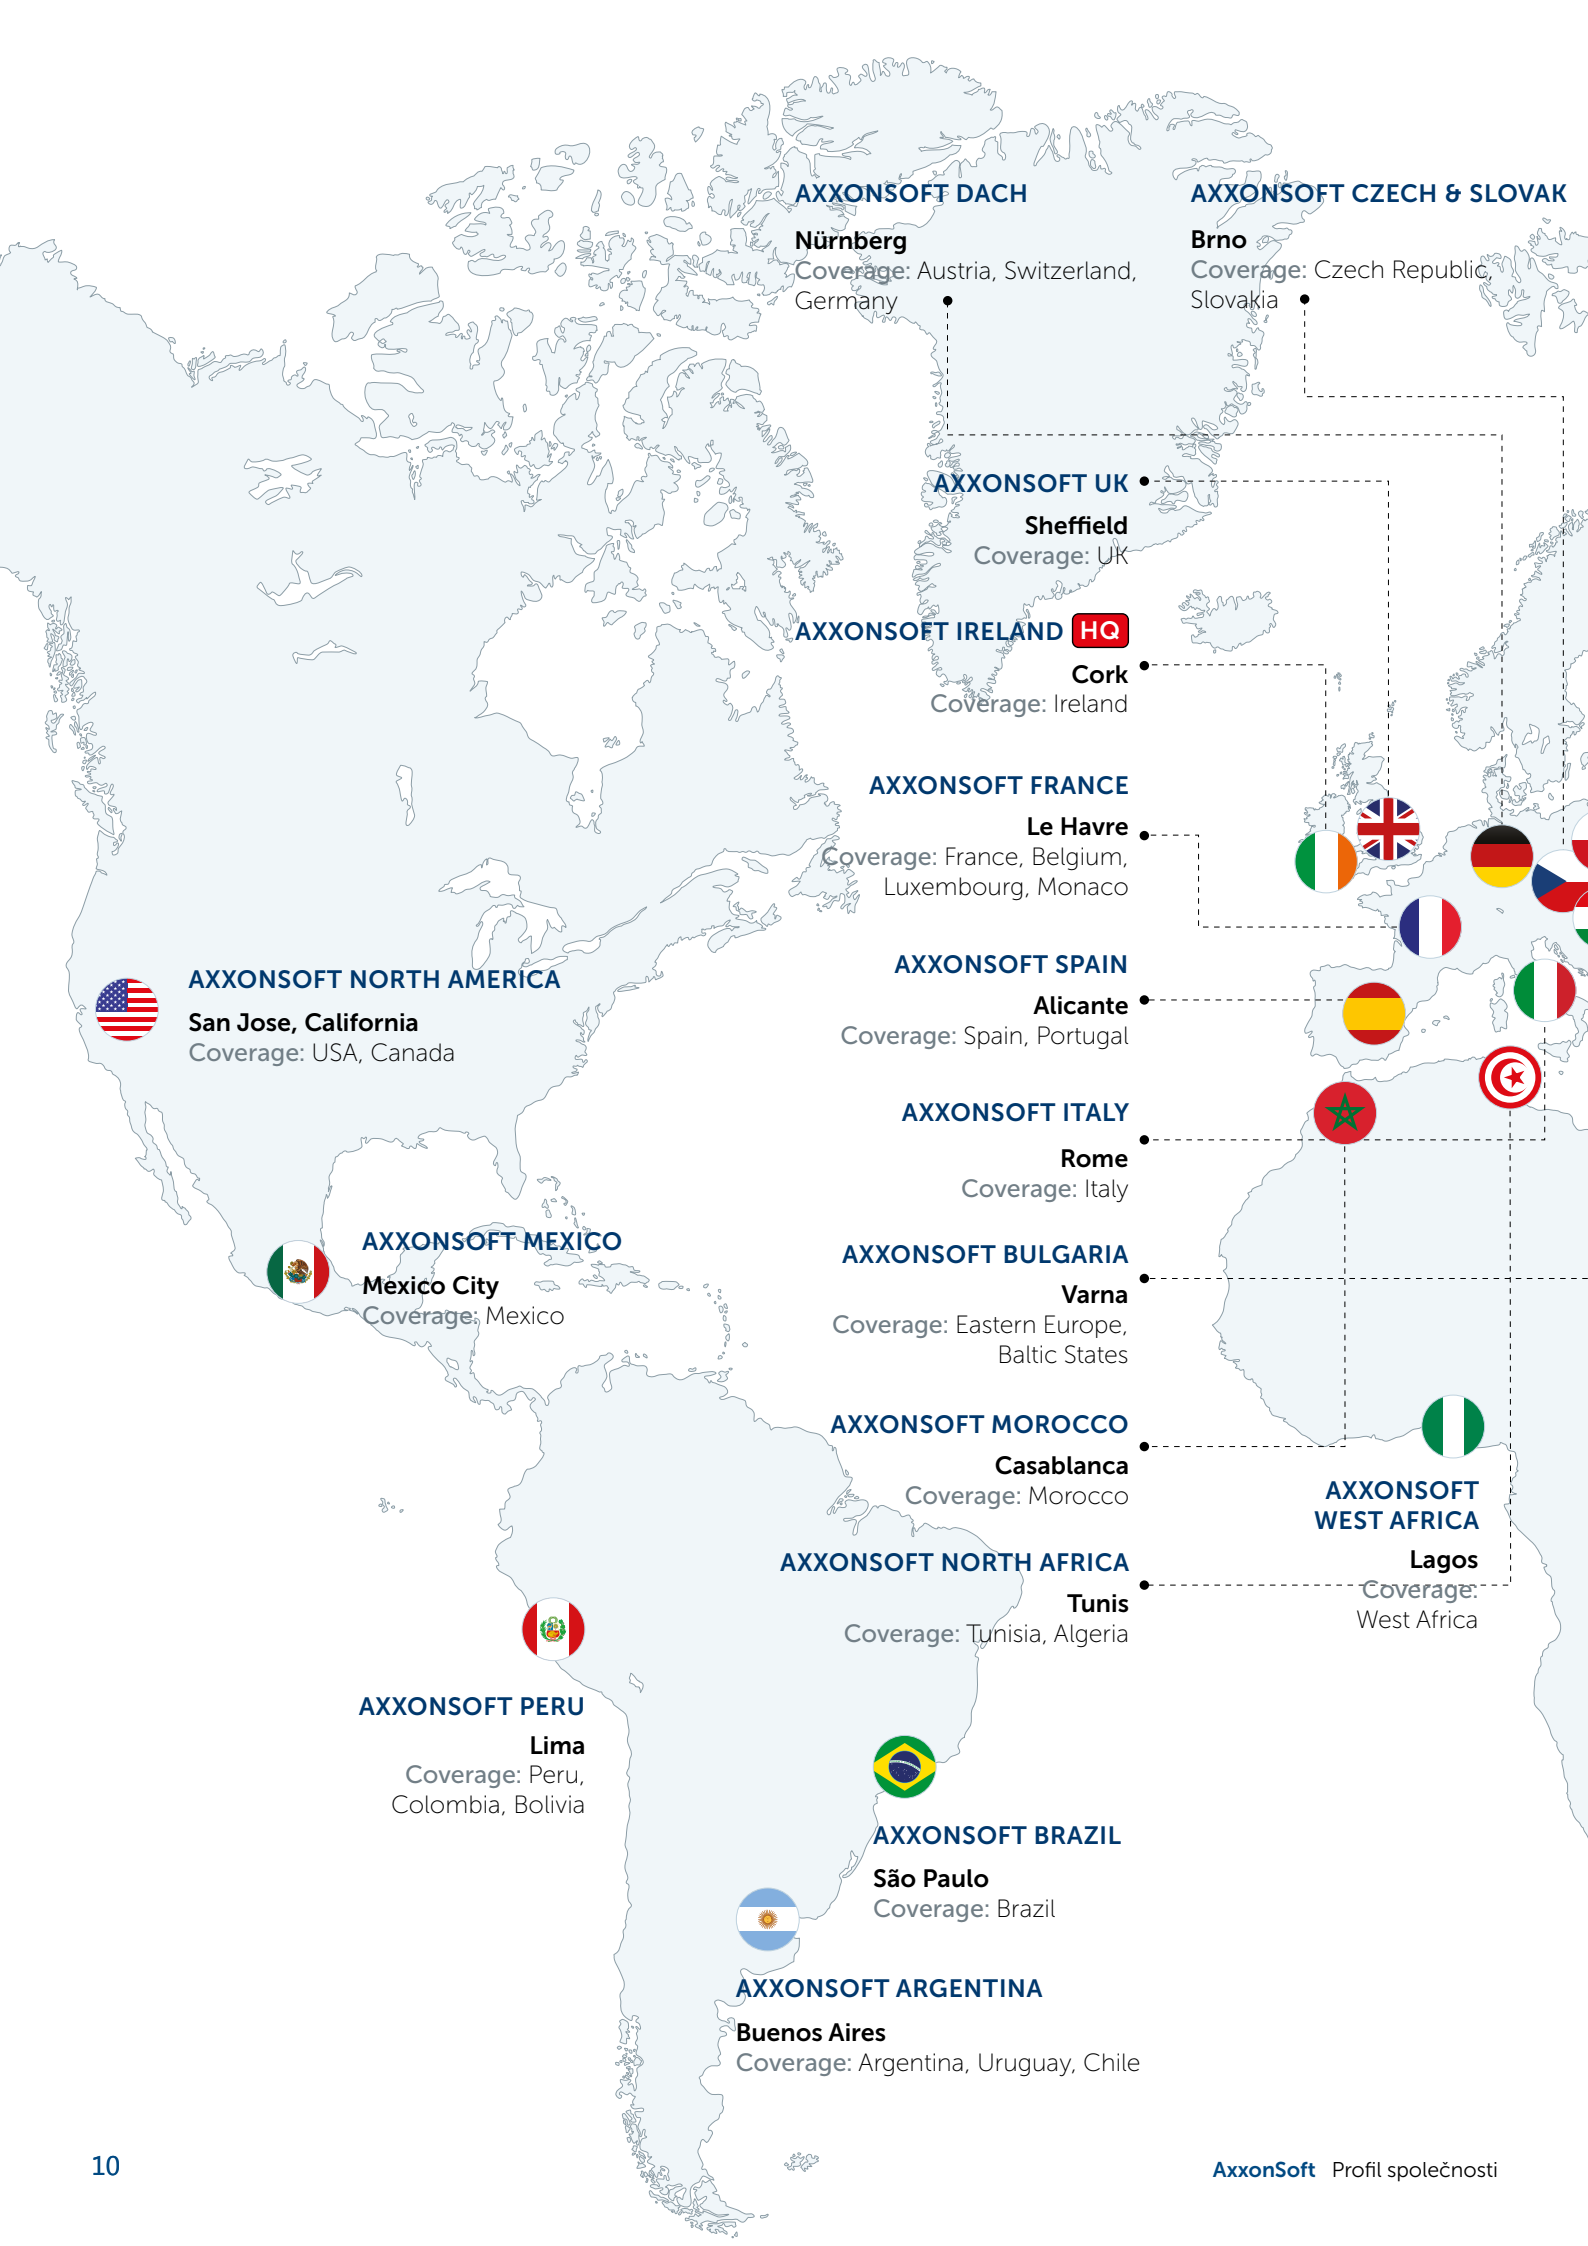 AXXONSOFT DACH
Nürnberg
Coverage: Austria, Switzerland,
Germany
AXXONSOFT CZECH & SLOVAK
Brno
Coverage: Czech Republic,
Slovakia
AXXONSOFT UK
Sheffield
Coverage: UK
AXXONSOFT IRELAND HQ
Cork
Coverage: Ireland
AXXONSOFT FRANCE
Le Havre
Coverage: France, Belgium,
Luxembourg, Monaco
AXXONSOFT SPAIN
Alicante
Coverage: Spain, Portugal
AXXONSOFT NORTH AMERICA
San Jose, California
Coverage: USA, Canada
AXXONSOFT ITALY
Rome
Coverage: Italy
AXXONSOFT MEXICO
Mexico City
Coverage: Mexico
AXXONSOFT BULGARIA
Varna
Coverage: Eastern Europe,
Baltic States
AXXONSOFT MOROCCO
Casablanca
Coverage: Morocco
AXXONSOFT
WEST AFRICA
Lagos
Coverage:
West Africa
AXXONSOFT NORTH AFRICA
Tunis
Coverage: Tunisia, Algeria
AXXONSOFT PERU
Lima
Coverage: Peru,
Colombia, Bolivia
AXXONSOFT BRAZIL
São Paulo
Coverage: Brazil
AXXONSOFT ARGENTINA
Buenos Aires
Coverage: Argentina, Uruguay, Chile
10
AxxonSoft Profil společnosti